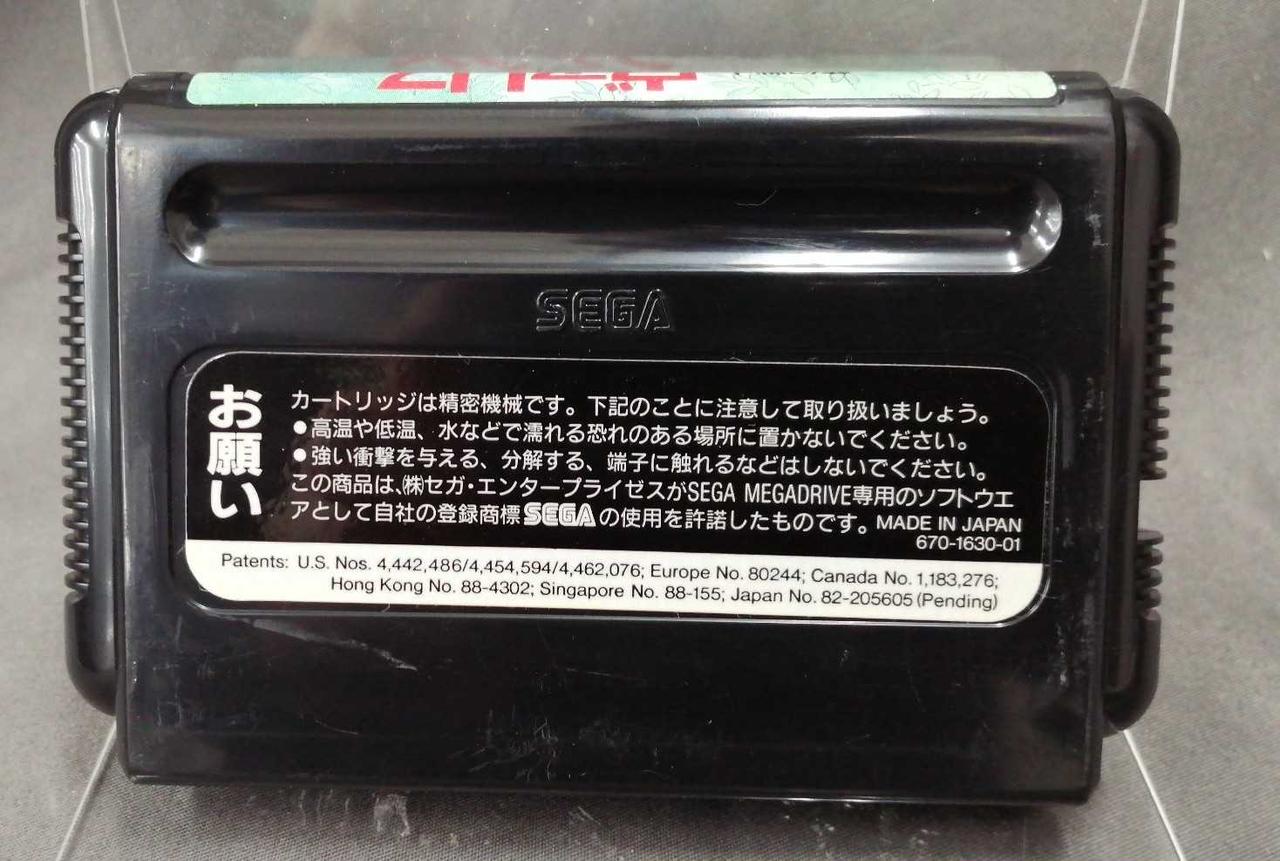 SEGA
お願い
カートリッジは精密機械です。下記のことに注意して取り扱いましょう。
●高温や低温、水などで濡れる恐れのある場所に置かないでください。
●強い衝撃を与える、分解する、端子に触れるなどはしないでください。
この商品は、㈱セガ・エンタープライゼスがSEGA MEGADRIVE専用のソフトウエ
アとして自社の登録商標SEGAの使用を許諾したものです。MADE IN JAPAN
670-1630-01
Patents: U.S. Nos. 4,442,486/4,454,594/4,462,076; Europe No. 80244; Canada No. 1,183,276;
Hong Kong No. 88-4302; Singapore No. 88-155; Japan No. 82-205605 (Pending)